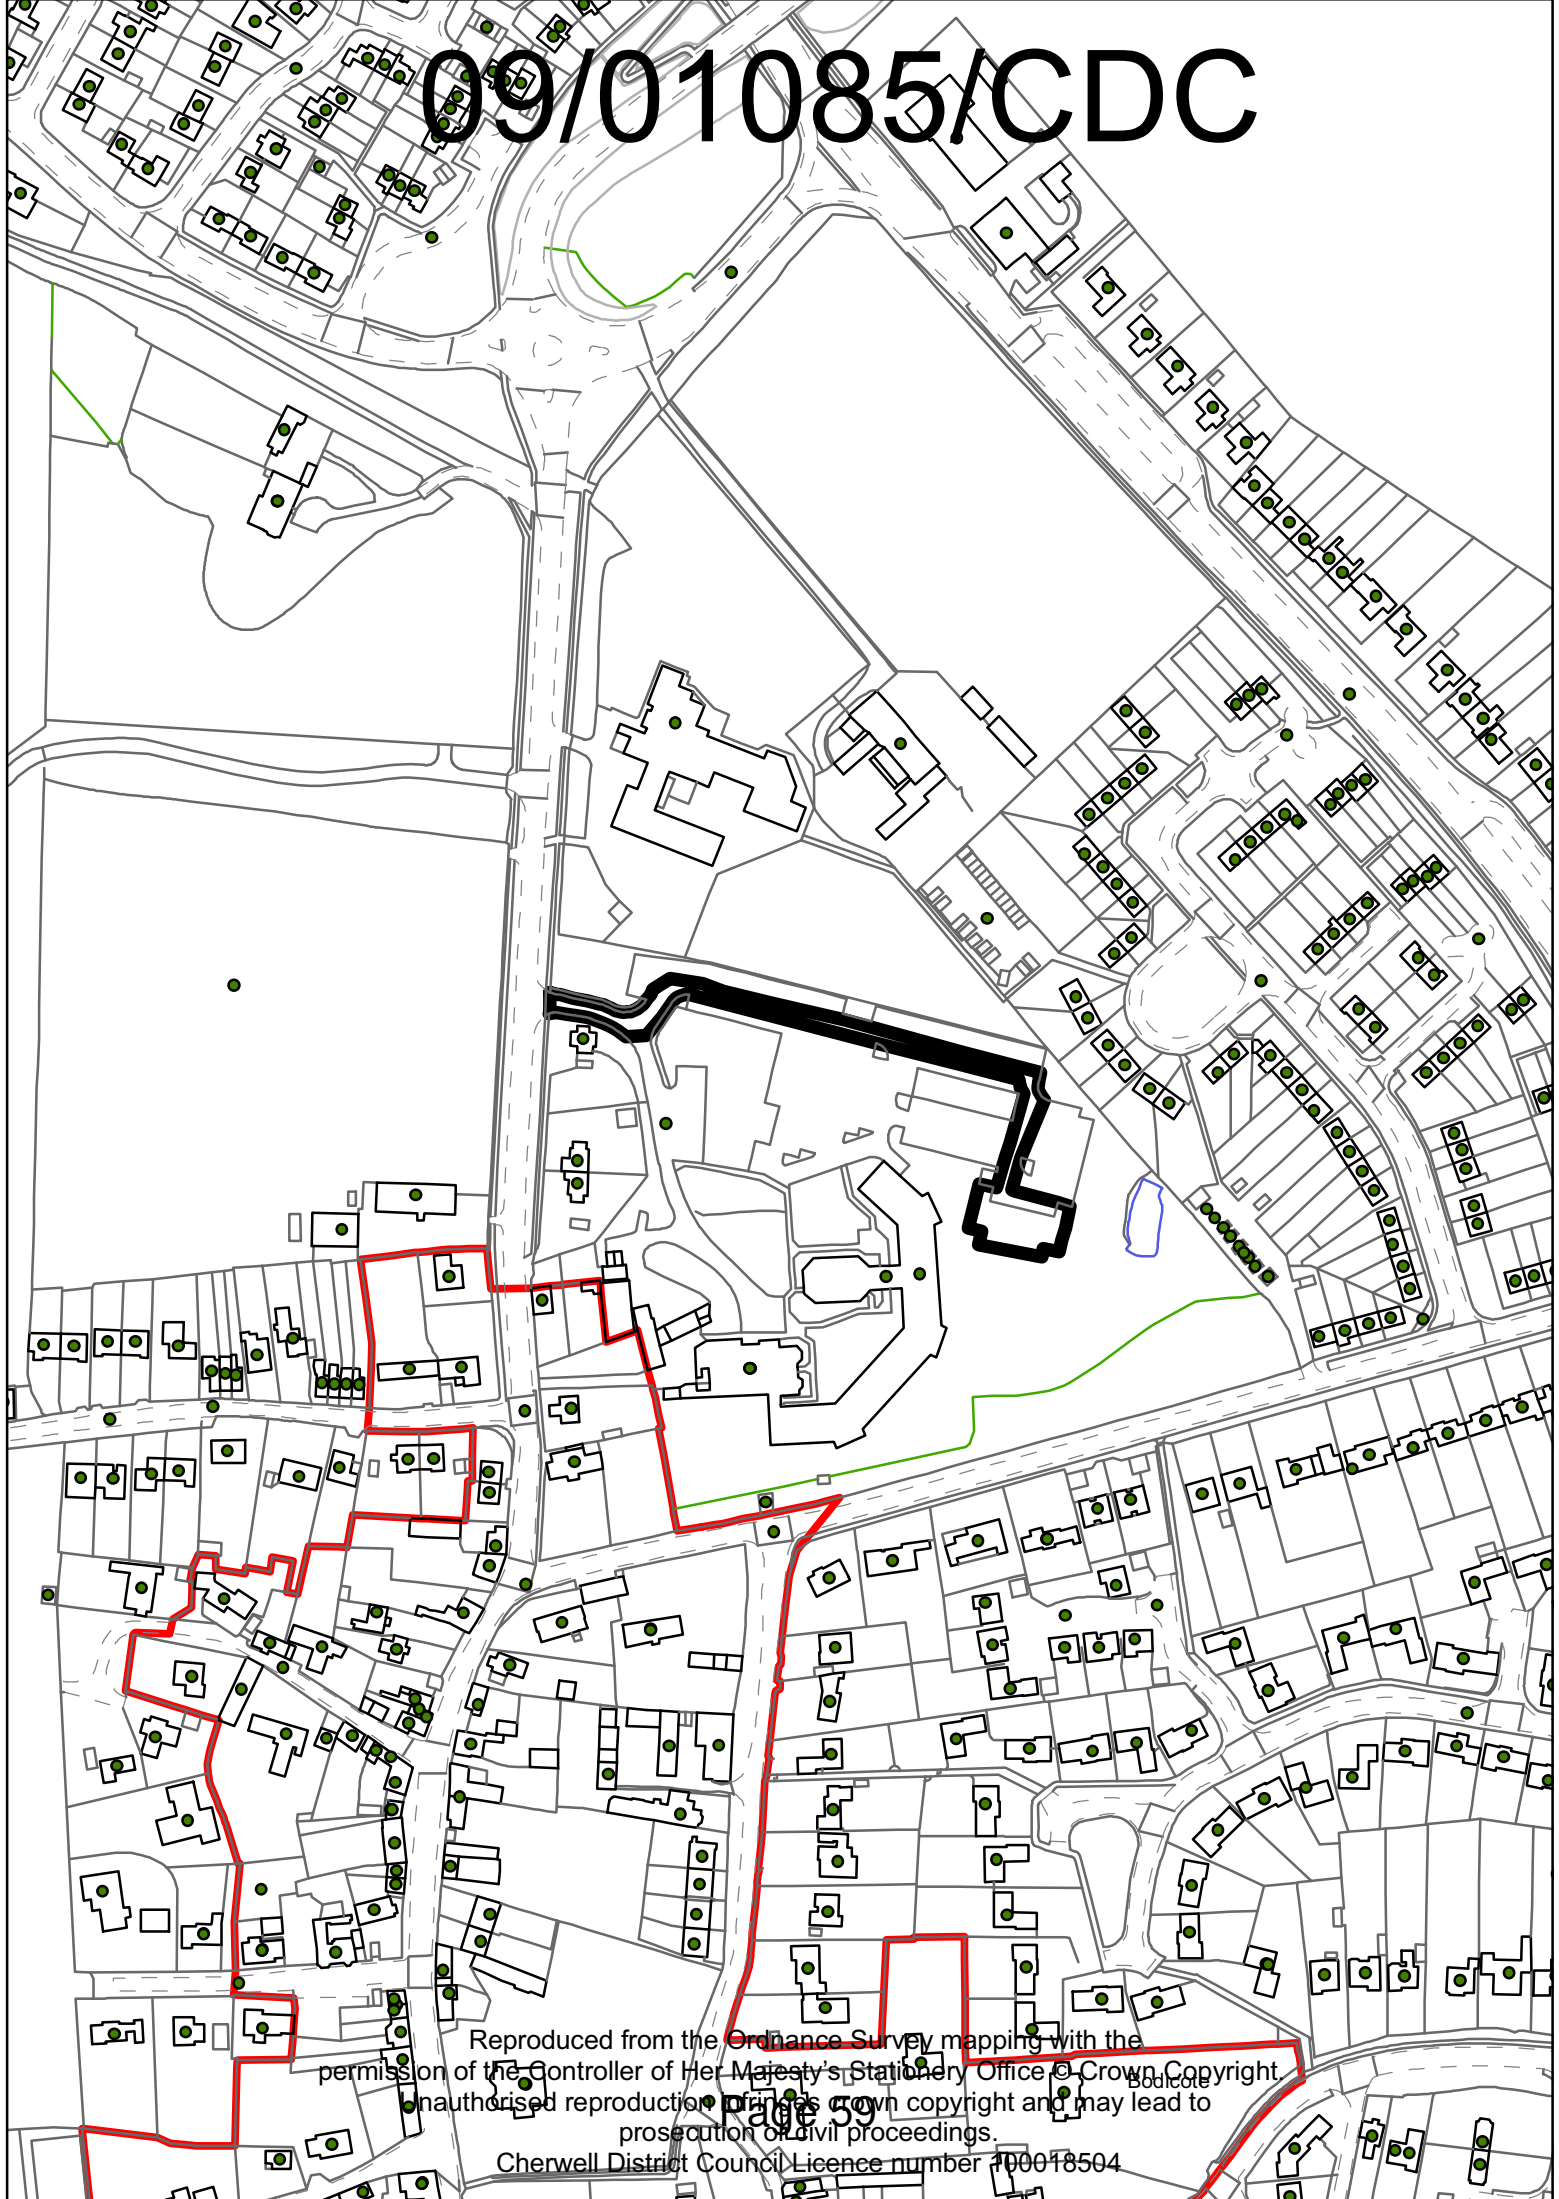 09/01085/CDC
Reproduced from the Ordnance Survey mapping with the
permission of the Controller of Her Majesty's Stationery Office © Crown Copyright.
Bodicote
Unauthorised reproduction infringes crown copyright and may lead to
Page 59
prosecution or civil proceedings.
Cherwell District Council Licence number 100018504